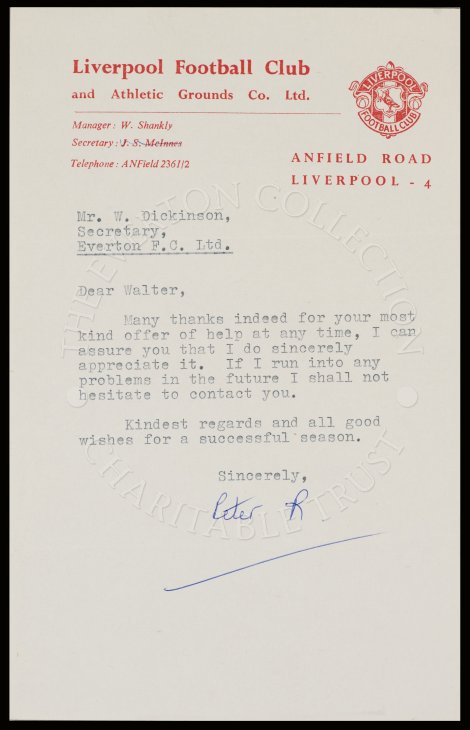 Liverpool Football Club
and Athletic Grounds Co. Ltd.
LIVERPOOL
FOOTBALL CLUB
Manager: W. Shankly
Secretary: J. S. McInnes
Telephone: ANField 2361/2
ANFIELD ROAD
LIVERPOOL - 4
Mr. W. Dickinson,
Secretary,
Everton F.C. Ltd.
Dear Walter,
Many thanks indeed for your most
kind offer of help at any time, I can
assure you that I do sincerely
appreciate it. If I run into any
problems in the future I shall not
hesitate to contact you.
Kindest regards and all good
wishes for a successful season.
Sincerely,
Peter R
THE EVERTON COLLECTION
CHARITABLE TRUST